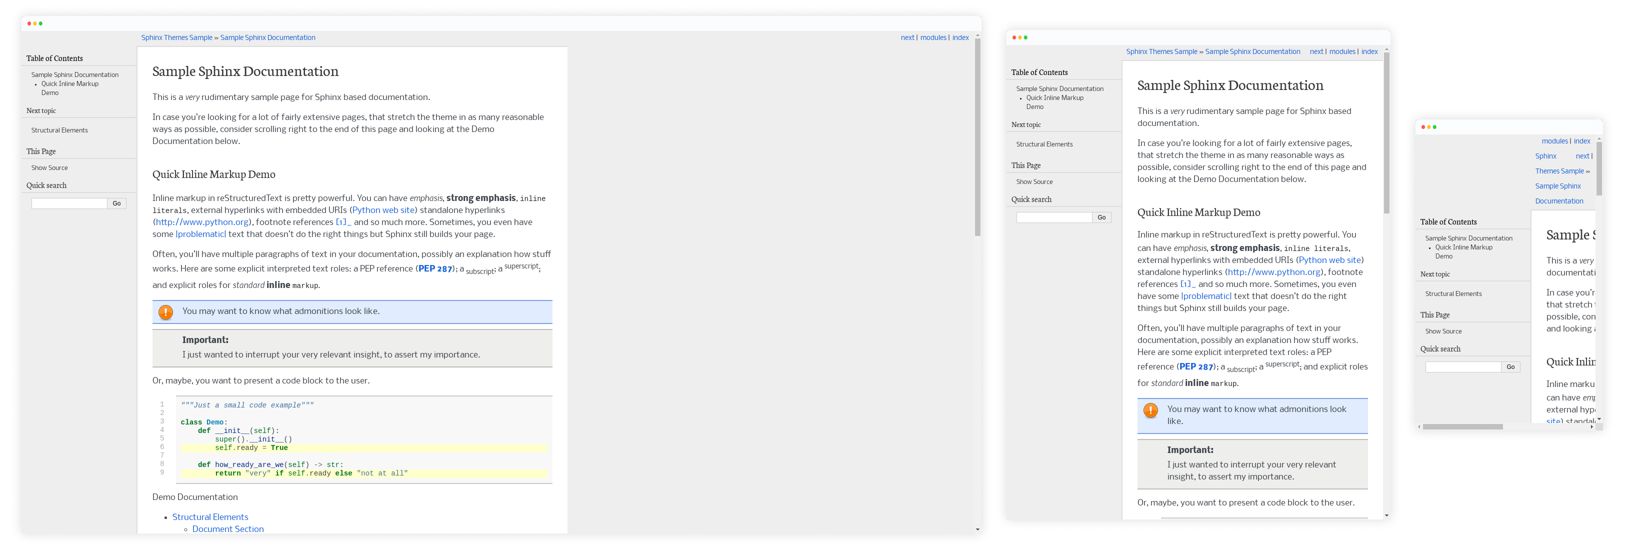 Sphinx Themes Sample » Sample Sphinx Documentation
next | modules | index
Table of Contents
Sample Sphinx Documentation
Quick Inline Markup
Demo
Next topic
Structural Elements
This Page
Show Source
Quick search
Go
Sample Sphinx Documentation
This is a very rudimentary sample page for Sphinx based documentation.
In case you're looking for a lot of fairly extensive pages, that stretch the theme in as many reasonable
ways as possible, consider scrolling right to the end of this page and looking at the Demo
Documentation below.
Quick Inline Markup Demo
Inline markup in reStructuredText is pretty powerful. You can have emphasis, strong emphasis, inline
literals, external hyperlinks with embedded URIs (Python web site) standalone hyperlinks
(http://www.python.org), footnote references [1]_ and so much more. Sometimes, you even have
some |problematic| text that doesn't do the right things but Sphinx still builds your page.
Often, you'll have multiple paragraphs of text in your documentation, possibly an explanation how stuff
works. Here are some explicit interpreted text roles: a PEP reference (PEP 287); a subscript; a superscript;
and explicit roles for standard inline markup.
You may want to know what admonitions look like.
Important:
I just wanted to interrupt your very relevant insight, to assert my importance.
Or, maybe, you want to present a code block to the user.
1 """Just a small code example"""
2
3 class Demo:
4 def __init__(self):
5 super().__init__()
6 self.ready = True
7
8 def how_ready_are_we(self) -> str:
9 return "very" if self.ready else "not at all"
Demo Documentation
Structural Elements
Document Section
Sphinx Themes Sample » Sample Sphinx Documentation
next | modules | index
Table of Contents
Sample Sphinx Documentation
Quick Inline Markup
Demo
Next topic
Structural Elements
This Page
Show Source
Quick search
Go
Sample Sphinx Documentation
This is a very rudimentary sample page for Sphinx based
documentation.
In case you're looking for a lot of fairly extensive pages,
that stretch the theme in as many reasonable ways as
possible, consider scrolling right to the end of this page and
looking at the Demo Documentation below.
Quick Inline Markup Demo
Inline markup in reStructuredText is pretty powerful. You
can have emphasis, strong emphasis, inline literals,
external hyperlinks with embedded URIs (Python web site)
standalone hyperlinks (http://www.python.org), footnote
references [1]_ and so much more. Sometimes, you even
have some |problematic| text that doesn't do the right
things but Sphinx still builds your page.
Often, you'll have multiple paragraphs of text in your
documentation, possibly an explanation how stuff works.
Here are some explicit interpreted text roles: a PEP
reference (PEP 287); a subscript; a superscript; and explicit roles
for standard inline markup.
You may want to know what admonitions look
like.
Important:
I just wanted to interrupt your very relevant
insight, to assert my importance.
Or, maybe, you want to present a code block to the user.
modules | index
Sphinx next |
Themes Sample »
Sample Sphinx
Documentation
Table of Contents
Sample Sphinx Documentation
Quick Inline Markup
Demo
Next topic
Structural Elements
This Page
Show Source
Quick search
Go
Sample S
This is a very
documentati
In case you'r
that stretch t
possible, con
and looking a
Quick Inlin
Inline marku
can have emp
external hype
site) standalo